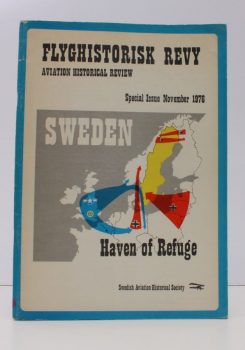 FLYGHISTORISK REVY
AVIATION HISTORICAL REVIEW
Special Issue November 1976
SWEDEN
Haven of Refuge
Swedish Aviation Historical Society